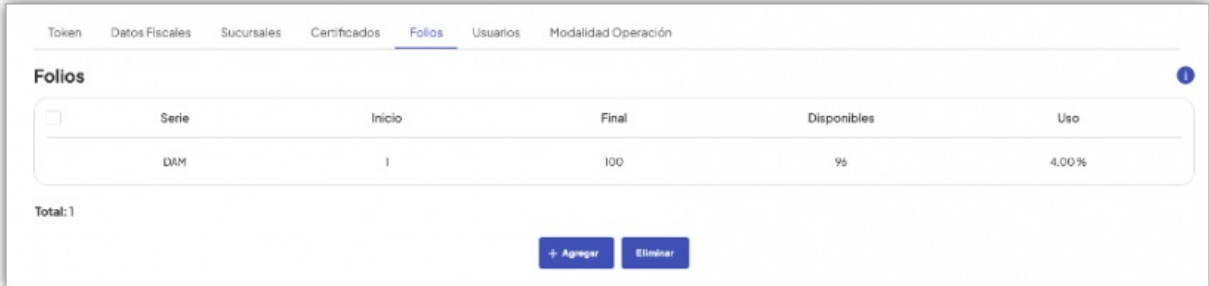 Token Datos Fiscales Sucursales Certificados Folios Usuarios Modalidad Operación
Folios
i
Serie Inicio Final Disponibles Uso
DAM 1 100 96 4.00%
Total: 1
+ Agregar Eliminar